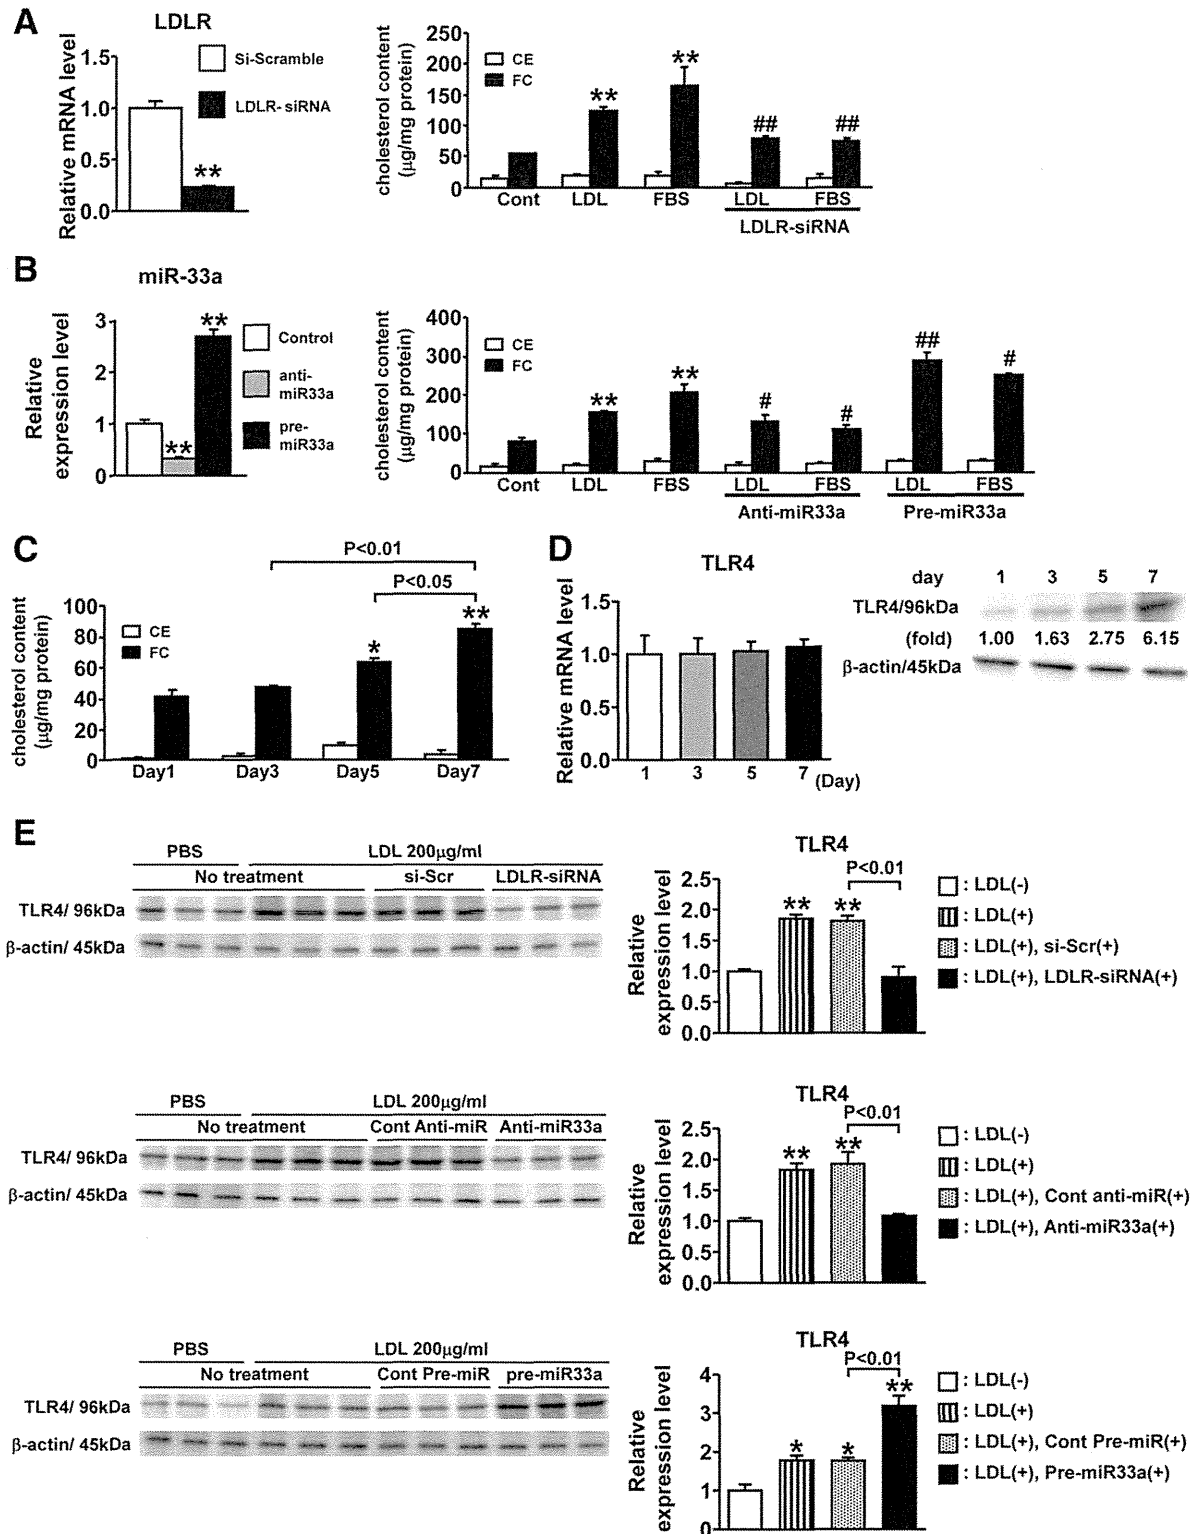 A
LDLR
Relative mRNA level
1.5
1.0
0.5
0.0
**
Si-Scramble
LDLR- siRNA
cholesterol content
(µg/mg protein)
250
200
150
100
50
0
CE
FC
** ** ## ##
Cont LDL FBS LDL FBS
LDLR-siRNA
B
miR-33a
Relative
expression level
3
2
1
0
** **
Control
anti-
miR33a
pre-
miR33a
cholesterol content
(µg/mg protein)
400
300
200
100
0
CE
FC
** ** # # ## #
Cont LDL FBS LDL FBS LDL FBS
Anti-miR33a Pre-miR33a
C
P<0.01
P<0.05
cholesterol content
(µg/mg protein)
100
80
60
40
20
0
CE
FC
* **
Day1 Day3 Day5 Day7
D
TLR4
Relative mRNA level
1.5
1.0
0.5
0.0
1 3 5 7 (Day)
day 1 3 5 7
TLR4/96kDa
(fold) 1.00 1.63 2.75 6.15
β-actin/45kDa
E
PBS LDL 200µg/ml
No treatment si-Scr LDLR-siRNA
TLR4/ 96kDa
β-actin/ 45kDa
TLR4
P<0.01
Relative
expression level
2.5
2.0
1.5
1.0
0.5
0.0
** **
: LDL(-)
: LDL(+)
: LDL(+), si-Scr(+)
: LDL(+), LDLR-siRNA(+)
PBS LDL 200µg/ml
No treatment Cont Anti-miR Anti-miR33a
TLR4/ 96kDa
β-actin/ 45kDa
TLR4
P<0.01
Relative
expression level
2.5
2.0
1.5
1.0
0.5
0.0
** **
: LDL(-)
: LDL(+)
: LDL(+), Cont anti-miR(+)
: LDL(+), Anti-miR33a(+)
PBS LDL 200µg/ml
No treatment Cont Pre-miR pre-miR33a
TLR4/ 96kDa
β-actin/ 45kDa
TLR4
P<0.01
Relative
expression level
4
3
2
1
0
* * **
: LDL(-)
: LDL(+)
: LDL(+), Cont Pre-miR(+)
: LDL(+), Pre-miR33a(+)